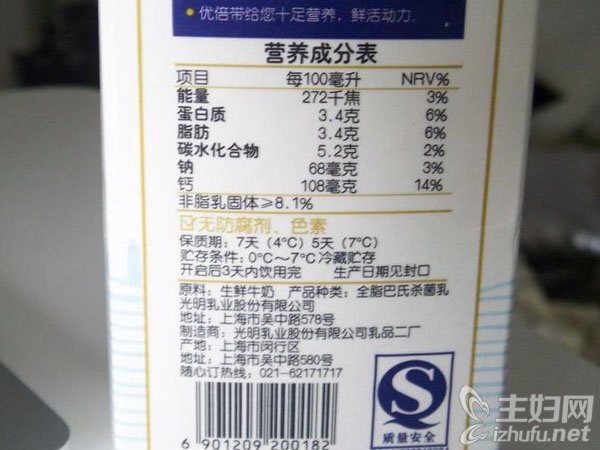 • 优倍带给您十足营养，鲜活动力。
营养成分表
项目 每100毫升 NRV%
能量 272千焦 3%
蛋白质 3.4克 6%
脂肪 3.4克 6%
碳水化合物 5.2克 2%
钠 68毫克 3%
钙 108毫克 14%
非脂乳固体≥8.1%
无防腐剂、色素
保质期：7天（4°C）5天（7°C）
贮存条件：0°C～7°C冷藏贮存
开启后3天内饮用完 生产日期见封口
原料：生鲜牛奶 产品种类：全脂巴氏杀菌乳
光明乳业股份有限公司
地址：上海市吴中路578号
制造商：光明乳业股份有限公司乳品二厂
产地：上海市闵行区
地址：上海市吴中路580号
随心订热线：021-62171717
6 901209 200182
质量安全
主妇网
izhufu.net